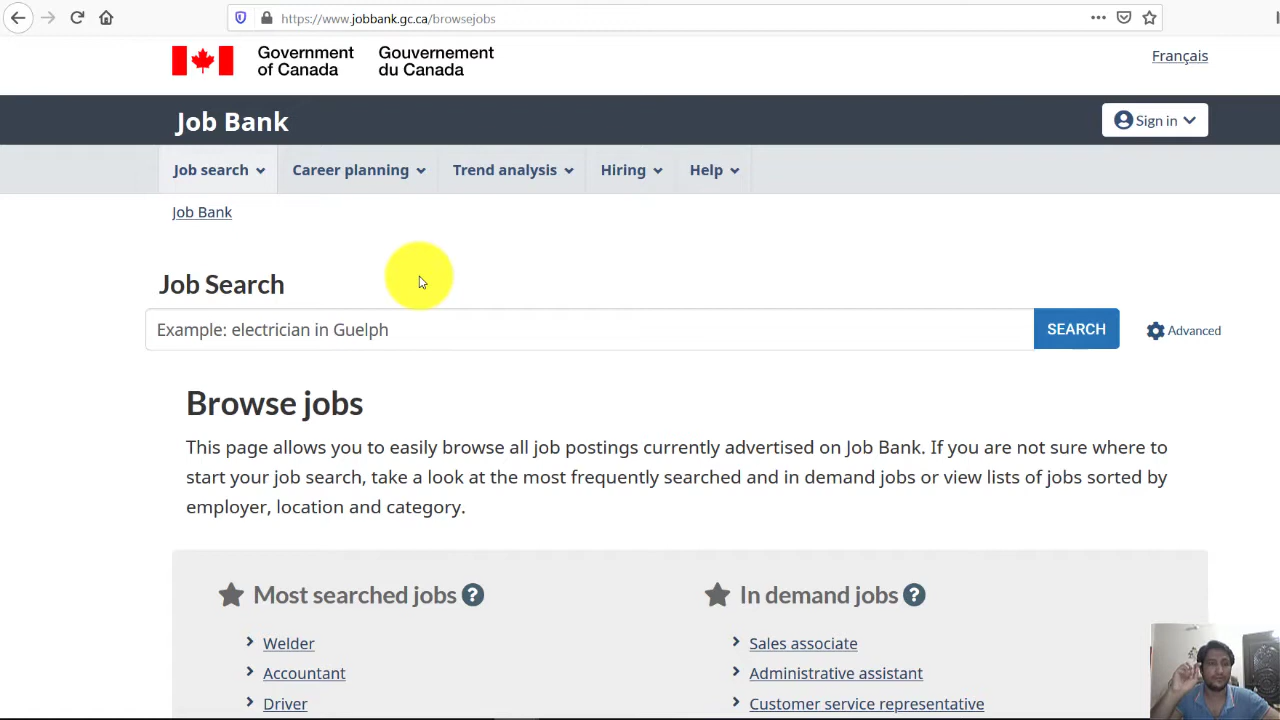 https://www.jobbank.gc.ca/browsejobs
Government of Canada
Gouvernement du Canada
Français
Job Bank
Sign in
Job search
Career planning
Trend analysis
Hiring
Help
Job Bank
Job Search
Example: electrician in Guelph
SEARCH
Advanced
Browse jobs
This page allows you to easily browse all job postings currently advertised on Job Bank. If you are not sure where to
start your job search, take a look at the most frequently searched and in demand jobs or view lists of jobs sorted by
employer, location and category.
Most searched jobs ?
Welder
Accountant
Driver
In demand jobs ?
Sales associate
Administrative assistant
Customer service representative